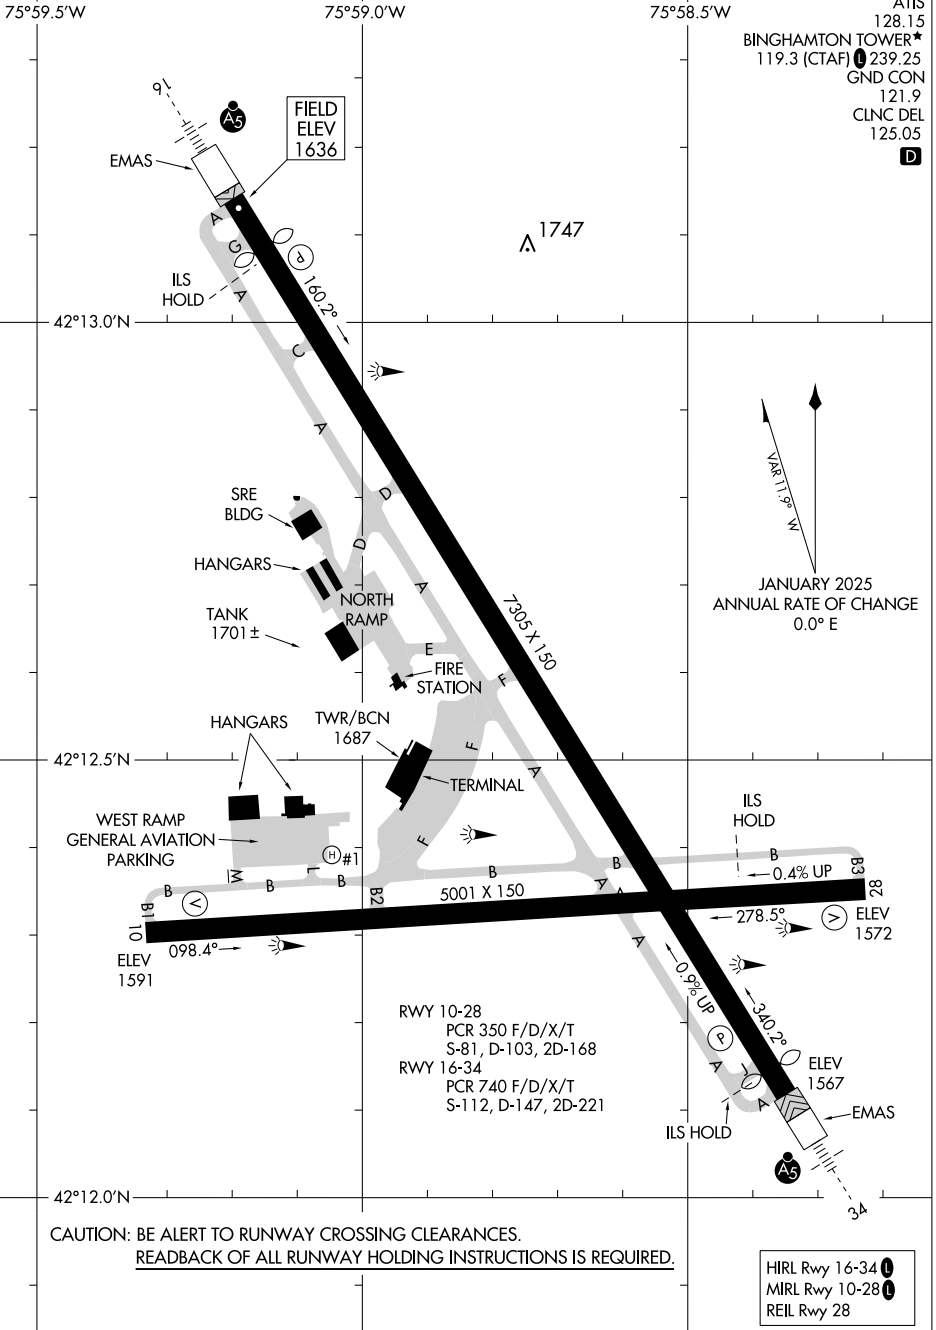 75°59.5'W
75°59.0'W
75°58.5'W
ATIS
128.15
BINGHAMTON TOWER★
119.3 (CTAF) L 239.25
GND CON
121.9
CLNC DEL
125.05
D
16
A5
FIELD
ELEV
1636
EMAS
A
G
P
1747
ILS
HOLD
A
160.2°
42°13.0'N
C
A
VAR 11.9° W
SRE
BLDG
D
D
HANGARS
A
NORTH
RAMP
JANUARY 2025
ANNUAL RATE OF CHANGE
0.0° E
TANK
1701±
7305 X 150
E
FIRE
STATION
F
HANGARS
TWR/BCN
1687
F
42°12.5'N
A
TERMINAL
ILS
HOLD
WEST RAMP
GENERAL AVIATION
PARKING
H #1
F
B
B
B3
M
L
B
B
B
B
B2
A
A
0.4% UP
28
B1
V
5001 X 150
10
098.4°
278.5°
V
ELEV
1572
ELEV
1591
A
0.9% UP
340.2°
RWY 10-28
PCR 350 F/D/X/T
S-81, D-103, 2D-168
RWY 16-34
PCR 740 F/D/X/T
S-112, D-147, 2D-221
P
A
J
ELEV
1567
A
EMAS
ILS HOLD
A5
42°12.0'N
34
CAUTION: BE ALERT TO RUNWAY CROSSING CLEARANCES.
READBACK OF ALL RUNWAY HOLDING INSTRUCTIONS IS REQUIRED.
HIRL Rwy 16-34 L
MIRL Rwy 10-28 L
REIL Rwy 28